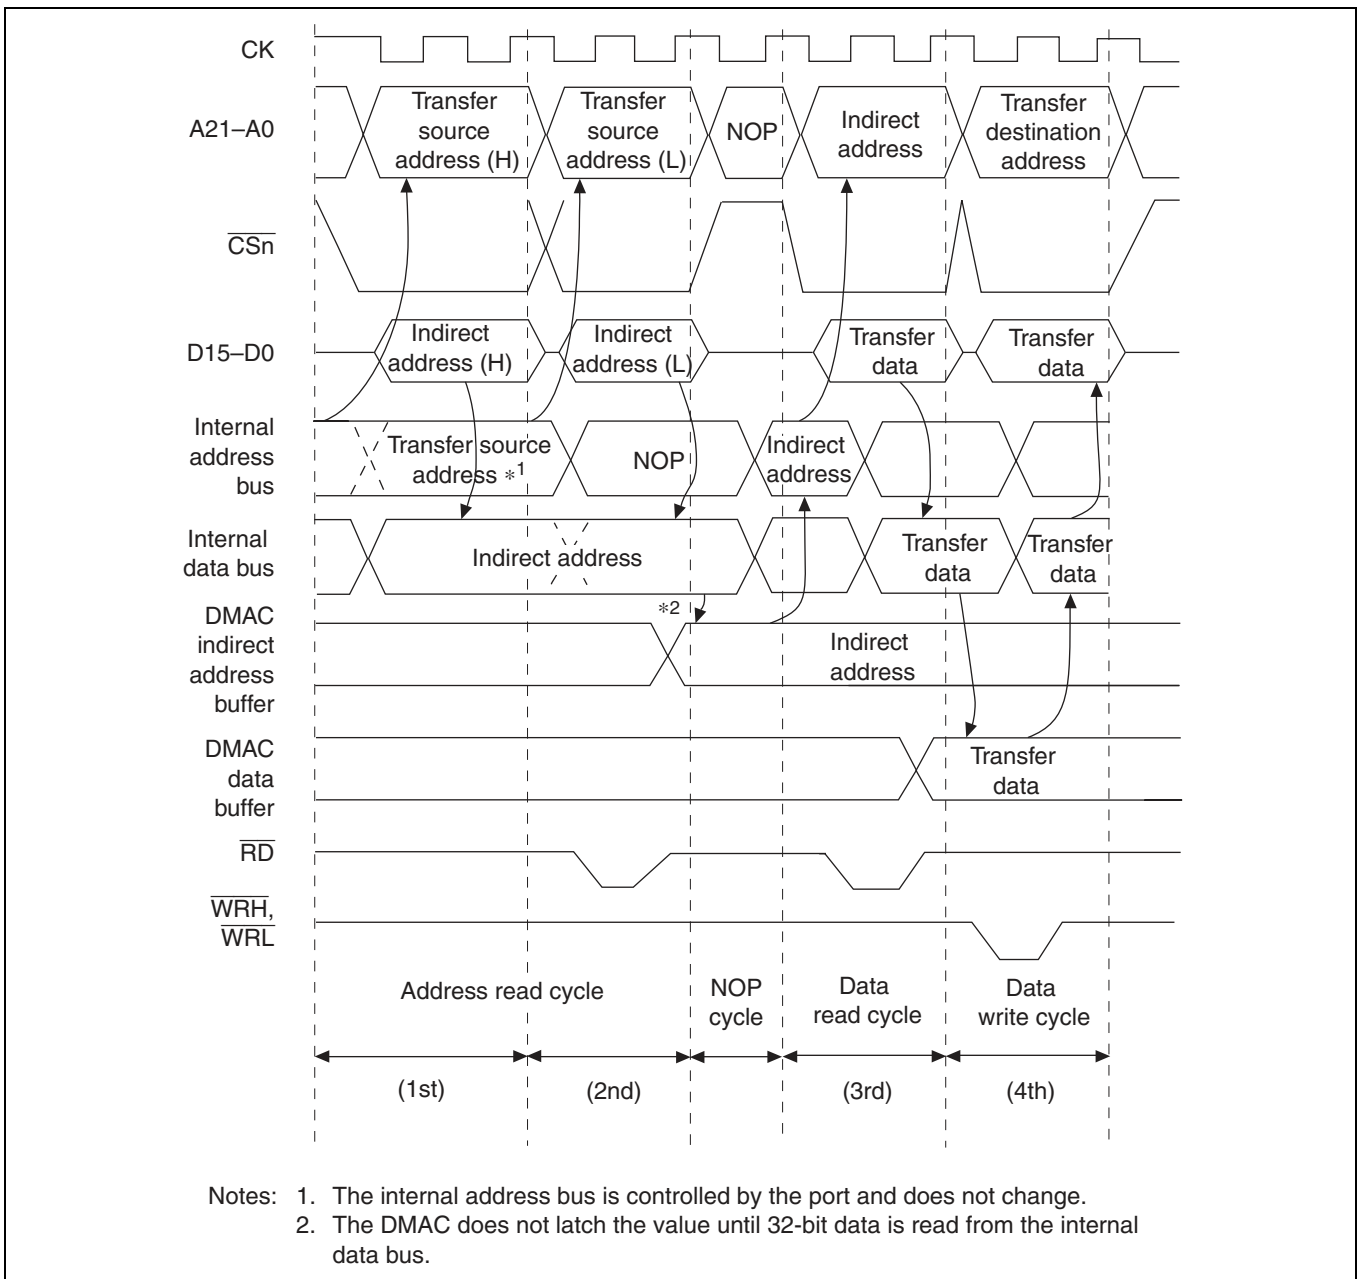 CK
A21–A0
Transfer
source
address (H)
Transfer
source
address (L)
NOP
Indirect
address
Transfer
destination
address
CSn
D15–D0
Indirect
address (H)
Indirect
address (L)
Transfer
data
Transfer
data
Internal
address
bus
Transfer source
address *1
NOP
Indirect
address
Internal
data bus
Indirect address
Transfer
data
Transfer
data
*2
DMAC
indirect
address
buffer
Indirect
address
DMAC
data
buffer
Transfer
data
RD
WRH,
WRL
Address read cycle
NOP
cycle
Data
read cycle
Data
write cycle
(1st)
(2nd)
(3rd)
(4th)
Notes: 1. The internal address bus is controlled by the port and does not change.
2. The DMAC does not latch the value until 32-bit data is read from the internal
data bus.